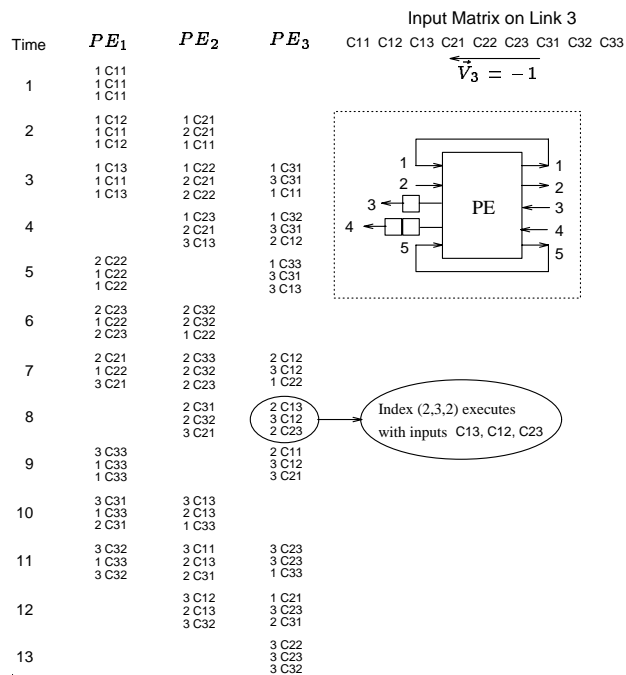 Input Matrix on Link 3
Time PE1 PE2 PE3 C11 C12 C13 C21 C22 C23 C31 C32 C33
V3 = -1
1 C11
1 1 C11
1 C11
1 C12 1 C21
2 1 C11 2 C21
1 C12 1 C11
1 C13 1 C22 1 C31
3 1 C11 2 C21 3 C31
1 C13 2 C22 1 C11
1 C23 1 C32
4 2 C21 3 C31
3 C13 2 C12
2 C22 1 C33
5 1 C22 3 C31
1 C22 3 C13
2 C23 2 C32
6 1 C22 2 C32
2 C23 1 C22
2 C21 2 C33 2 C12
7 1 C22 2 C32 3 C12
3 C21 2 C23 1 C22
2 C31 2 C13
8 2 C32 3 C12
3 C21 2 C23
3 C33 2 C11
9 1 C33 3 C12
1 C33 3 C21
3 C31 3 C13
10 1 C33 2 C13
2 C31 1 C33
3 C32 3 C11 3 C23
11 1 C33 2 C13 3 C23
3 C32 2 C31 1 C33
3 C12 1 C21
12 2 C13 3 C23
3 C32 2 C31
3 C22
13 3 C23
3 C32
1 1
2 2
3 PE 3
4 4
5 5
Index (2,3,2) executes
with inputs C13, C12, C23